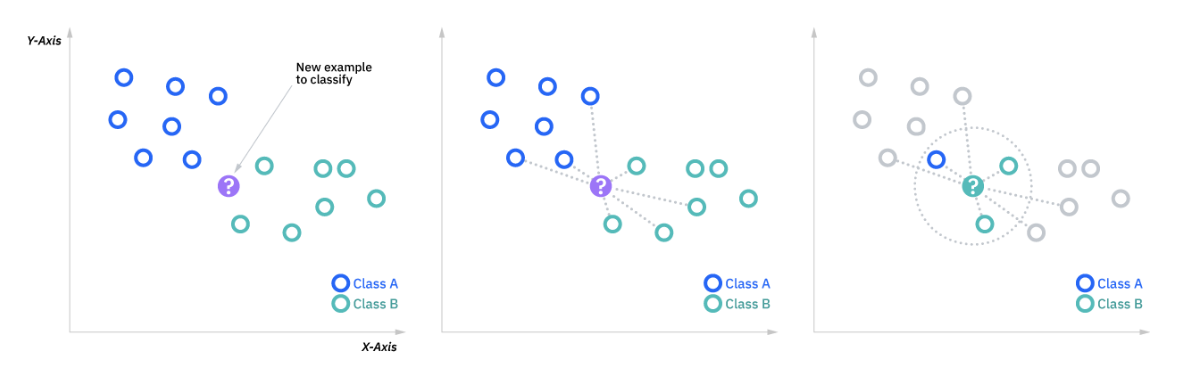 Y-Axis
New example
to classify
?
Class A
Class B
X-Axis
?
Class A
Class B
?
Class A
Class B